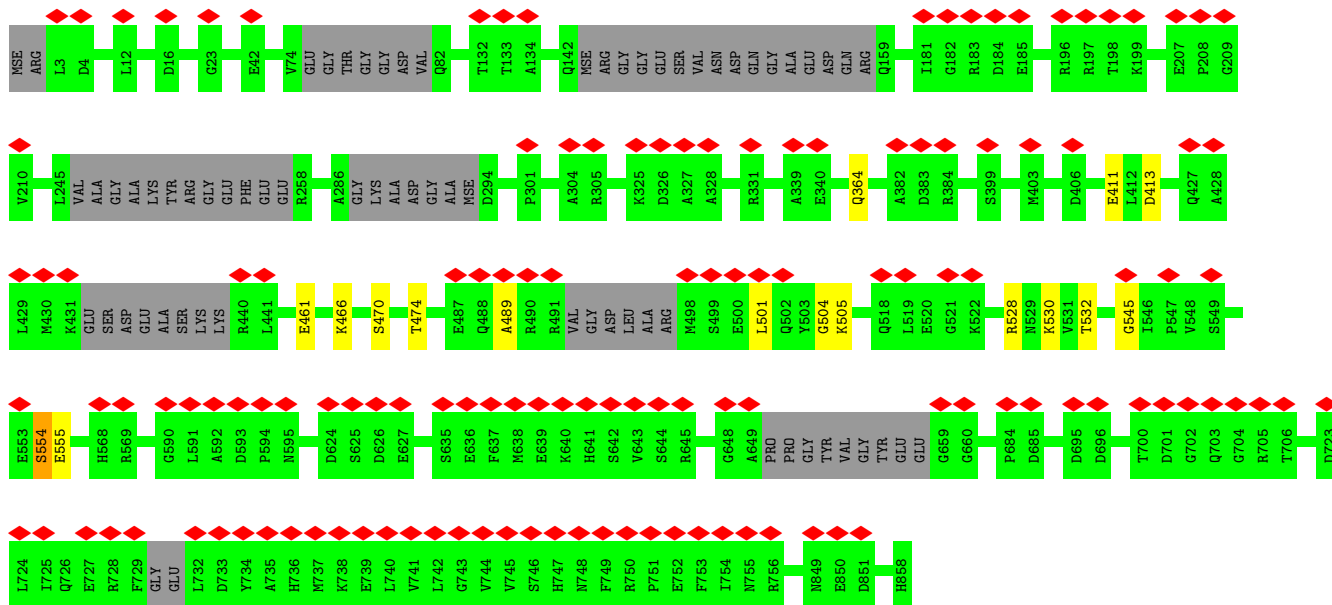 MSE ARG L3 D4 L12 D16 G23 E42 V74 GLU GLY THR GLY GLY ASP VAL Q82 T132 T133 A134 Q142 MSE ARG GLY GLY GLU SER VAL ASN ASP GLN GLY ALA GLU ASP GLN ARG Q159 I181 G182 R183 D184 E185 R196 R197 T198 K199 E207 P208 G209
V210 L245 VAL ALA GLY ALA LYS TYR ARG GLY GLU PHE GLU GLU R258 A286 GLY LYS ALA ASP GLY ALA MSE D294 P301 A304 R305 K325 D326 A327 A328 R331 A339 E340 Q364 A382 D383 R384 S399 M403 D406 E411 L412 D413 Q427 A428
L429 M430 K431 GLU SER ASP GLU ALA SER LYS LYS R440 L441 E461 K466 S470 T474 E487 Q488 A489 R490 R491 VAL GLY ASP LEU ALA ARG M498 S499 E500 L501 Q502 Y503 G504 K505 Q518 L519 E520 G521 K522 R528 N529 K530 V531 T532 G545 I546 P547 V548 S549
E553 S554 E555 H568 R569 G590 L591 A592 D593 P594 N595 D624 S625 D626 E627 S635 E636 F637 M638 E639 K640 H641 S642 V643 S644 R645 G648 A649 PRO PRO GLY TYR VAL GLY TYR GLU GLU G659 G660 P684 D685 D695 D696 T700 D701 G702 Q703 G704 R705 T706 D723
L724 I725 Q726 E727 R728 F729 GLY GLU L732 D733 Y734 A735 H736 M737 K738 E739 L740 V741 L742 G743 V744 V745 S746 H747 N748 F749 R750 P751 E752 F753 I754 N755 R756 N849 E850 D851 H858